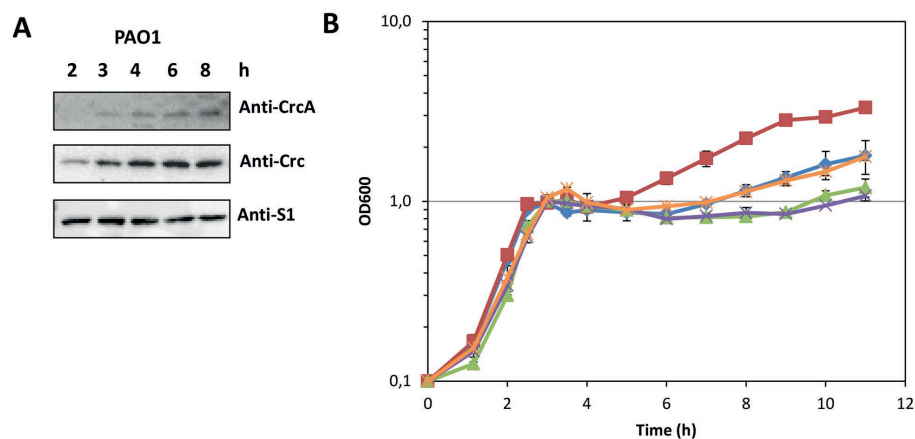 A
PAO1
2 3 4 6 8 h
Anti-CrcA
Anti-Crc
Anti-S1
B
10,0
1,0
0,1
OD600
0 2 4 6 8 10 12
Time (h)